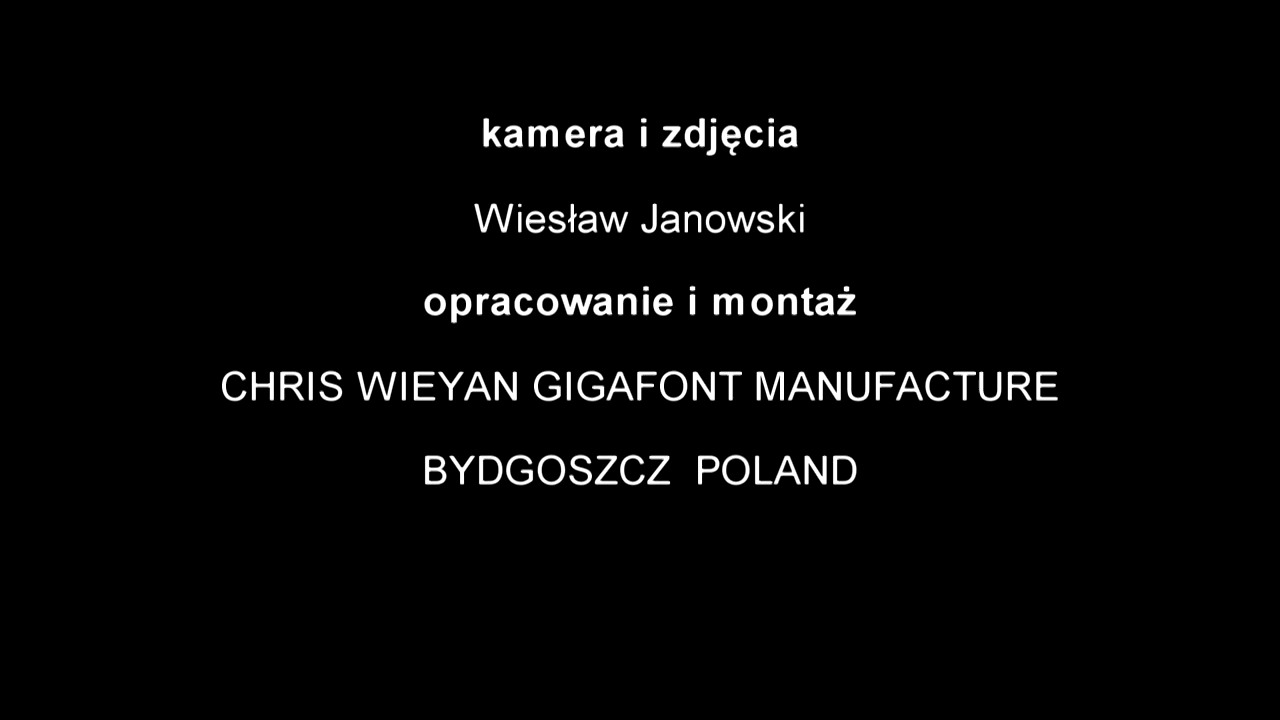 kamera i zdjęcia
Wiesław Janowski
opracowanie i montaż
CHRIS WIEYAN GIGAFONT MANUFACTURE
BYDGOSZCZ  POLAND